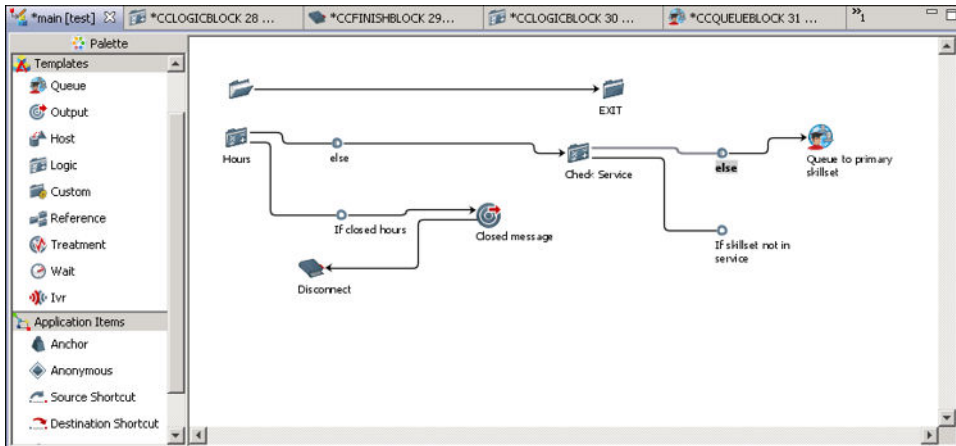 *main [test]
*CCLOGICBLOCK 28 ...
*CCFINISHBLOCK 29...
*CCLOGICBLOCK 30 ...
*CCQUEUEBLOCK 31 ...
»1
Palette
Templates
Queue
Output
Host
Logic
Custom
Reference
Treatment
Wait
Ivr
Application Items
Anchor
Anonymous
Source Shortcut
Destination Shortcut
EXIT
Hours
else
Check Service
else
Queue to primary
skillset
If closed hours
Closed message
If skillset not in
service
Disconnect